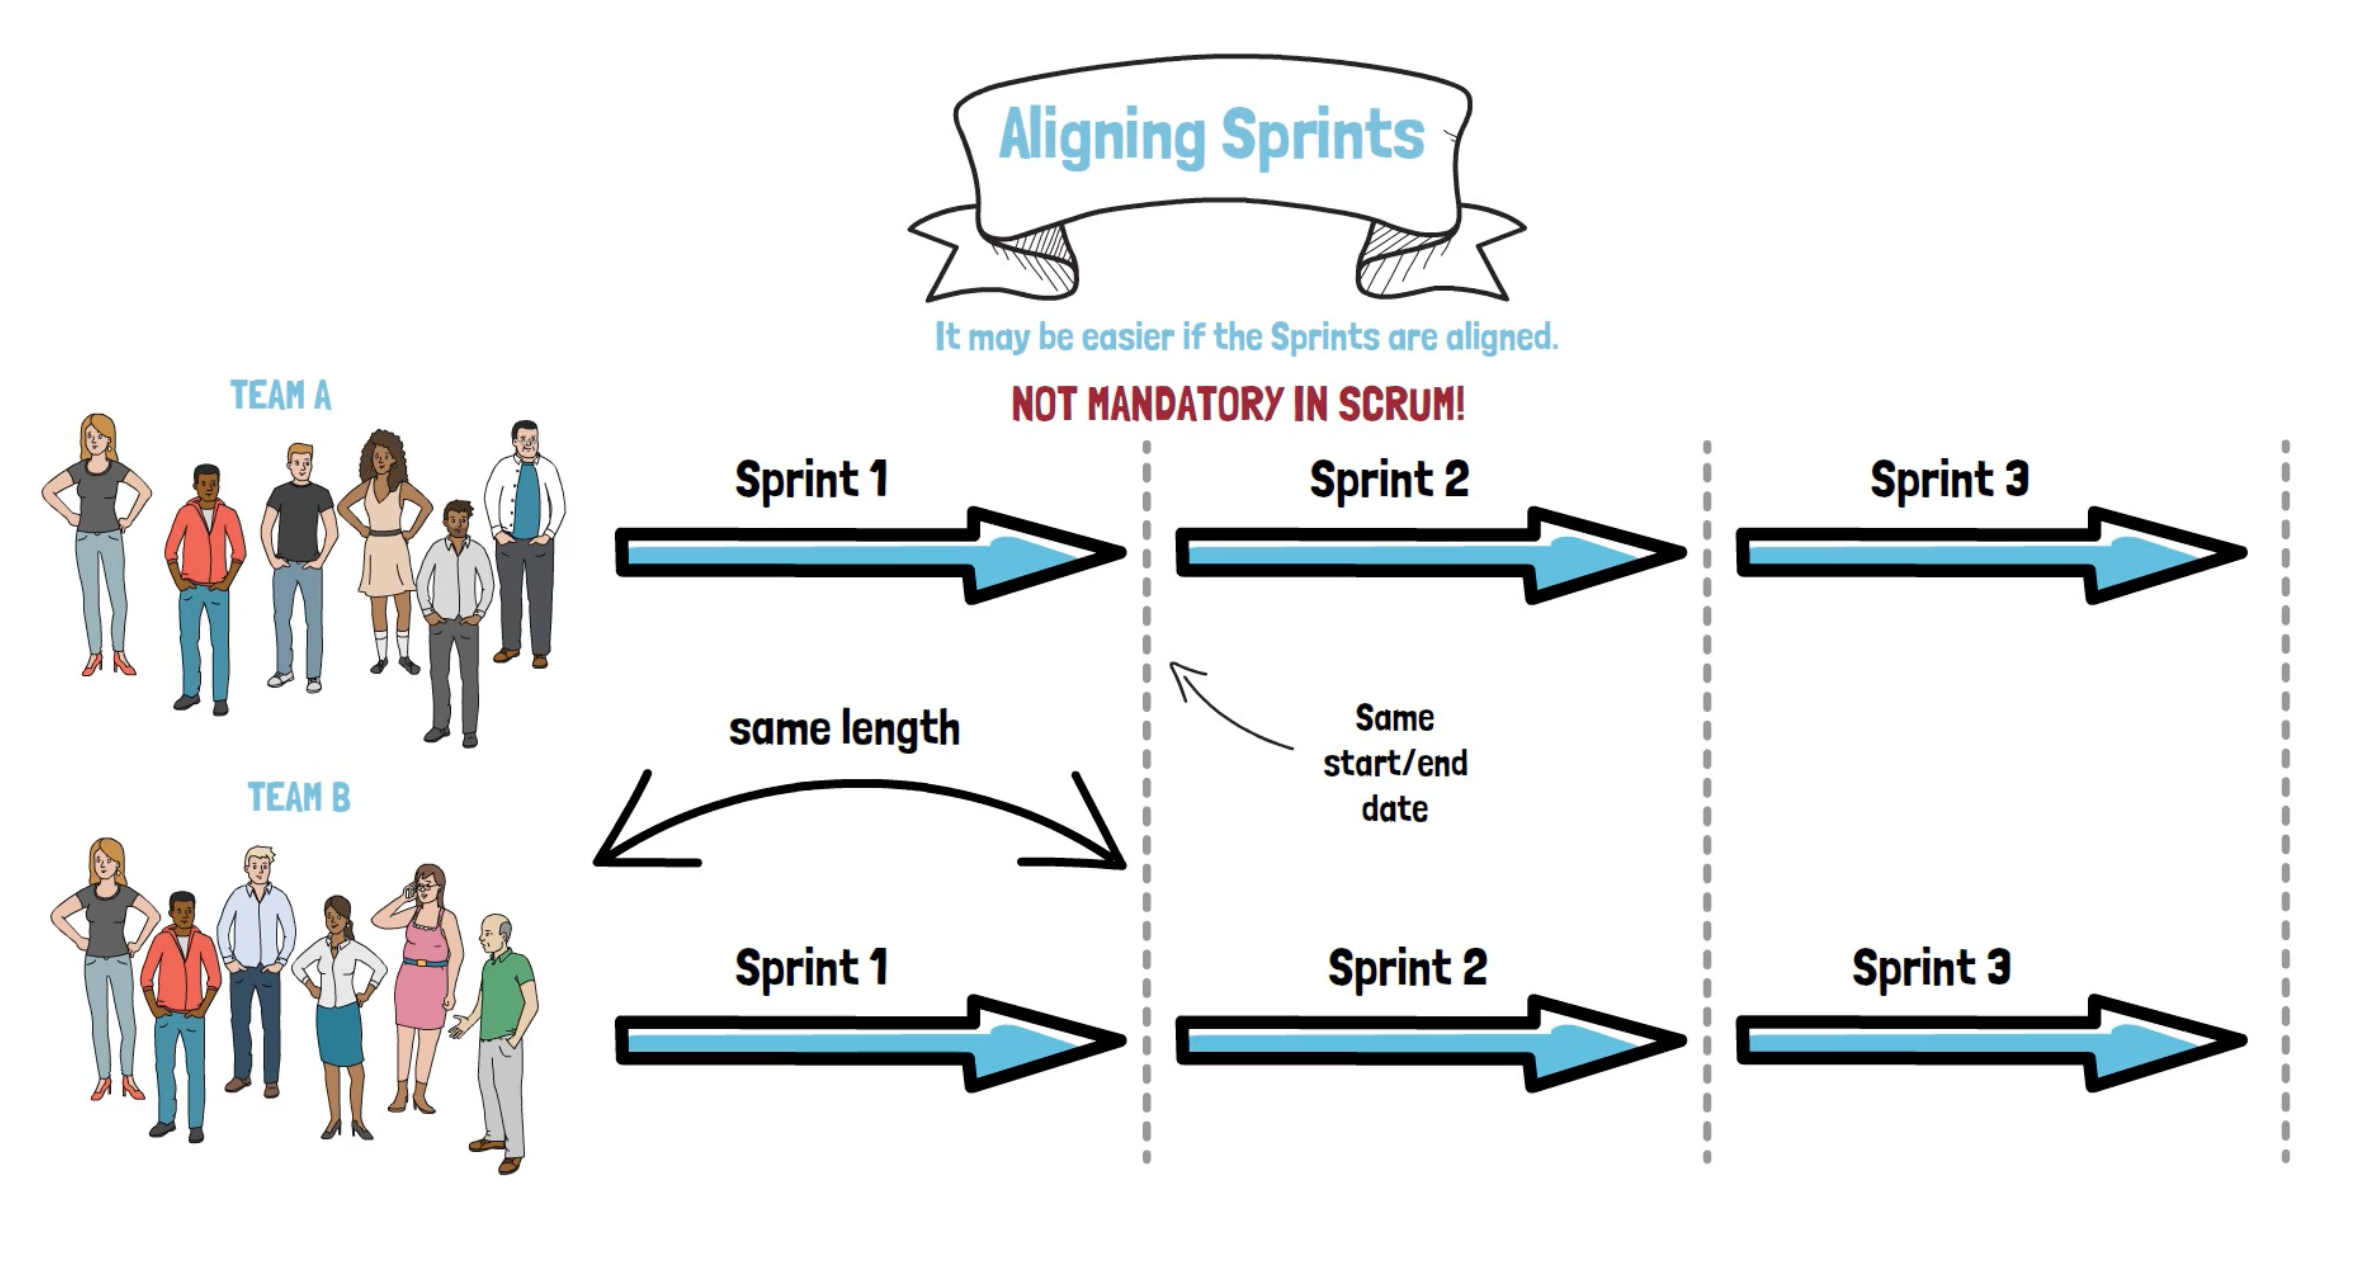 Aligning Sprints
It may be easier if the Sprints are aligned.
NOT MANDATORY IN SCRUM!
TEAM A
Sprint 1
Sprint 2
Sprint 3
same length
Same
start/end
date
TEAM B
Sprint 1
Sprint 2
Sprint 3